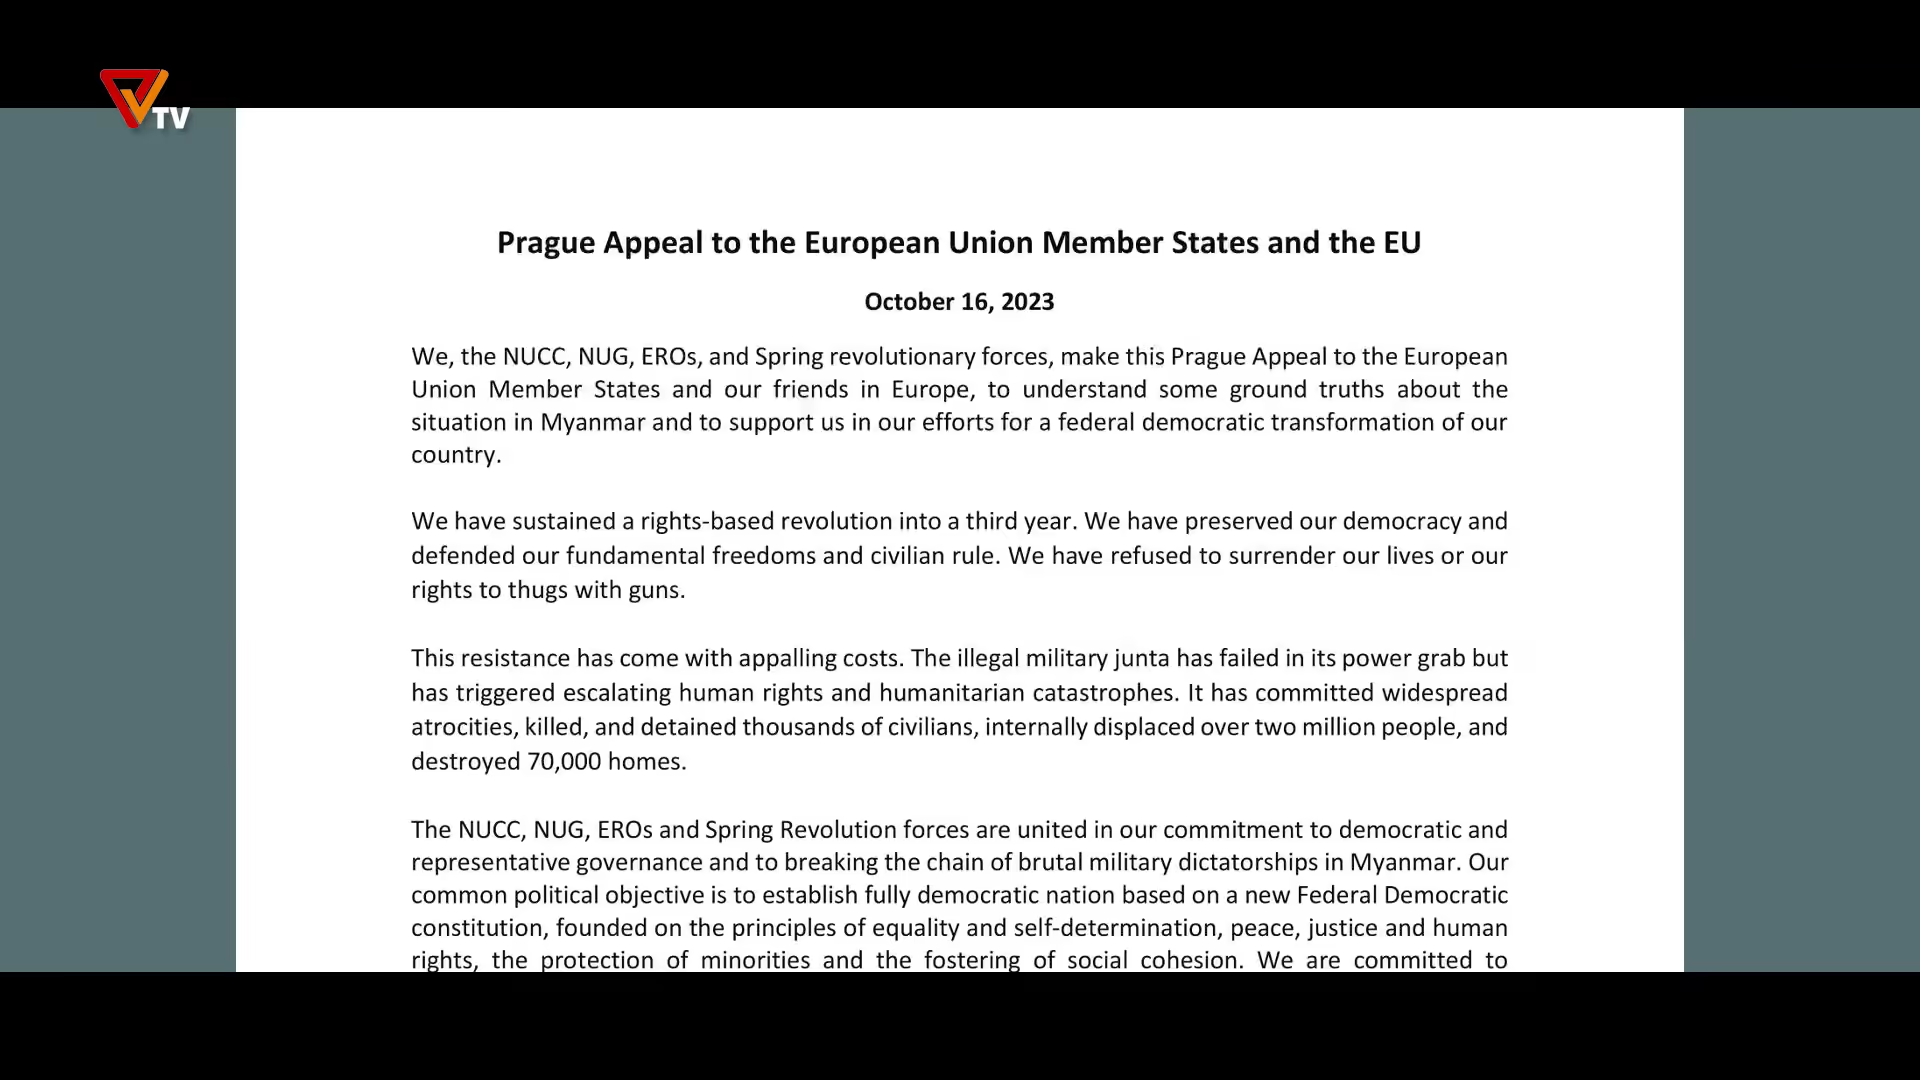 TV
Prague Appeal to the European Union Member States and the EU
October 16, 2023
We, the NUCC, NUG, EROs, and Spring revolutionary forces, make this Prague Appeal to the European
Union Member States and our friends in Europe, to understand some ground truths about the
situation in Myanmar and to support us in our efforts for a federal democratic transformation of our
country.
We have sustained a rights-based revolution into a third year. We have preserved our democracy and
defended our fundamental freedoms and civilian rule. We have refused to surrender our lives or our
rights to thugs with guns.
This resistance has come with appalling costs. The illegal military junta has failed in its power grab but
has triggered escalating human rights and humanitarian catastrophes. It has committed widespread
atrocities, killed, and detained thousands of civilians, internally displaced over two million people, and
destroyed 70,000 homes.
The NUCC, NUG, EROs and Spring Revolution forces are united in our commitment to democratic and
representative governance and to breaking the chain of brutal military dictatorships in Myanmar. Our
common political objective is to establish fully democratic nation based on a new Federal Democratic
constitution, founded on the principles of equality and self-determination, peace, justice and human
rights, the protection of minorities and the fostering of social cohesion. We are committed to